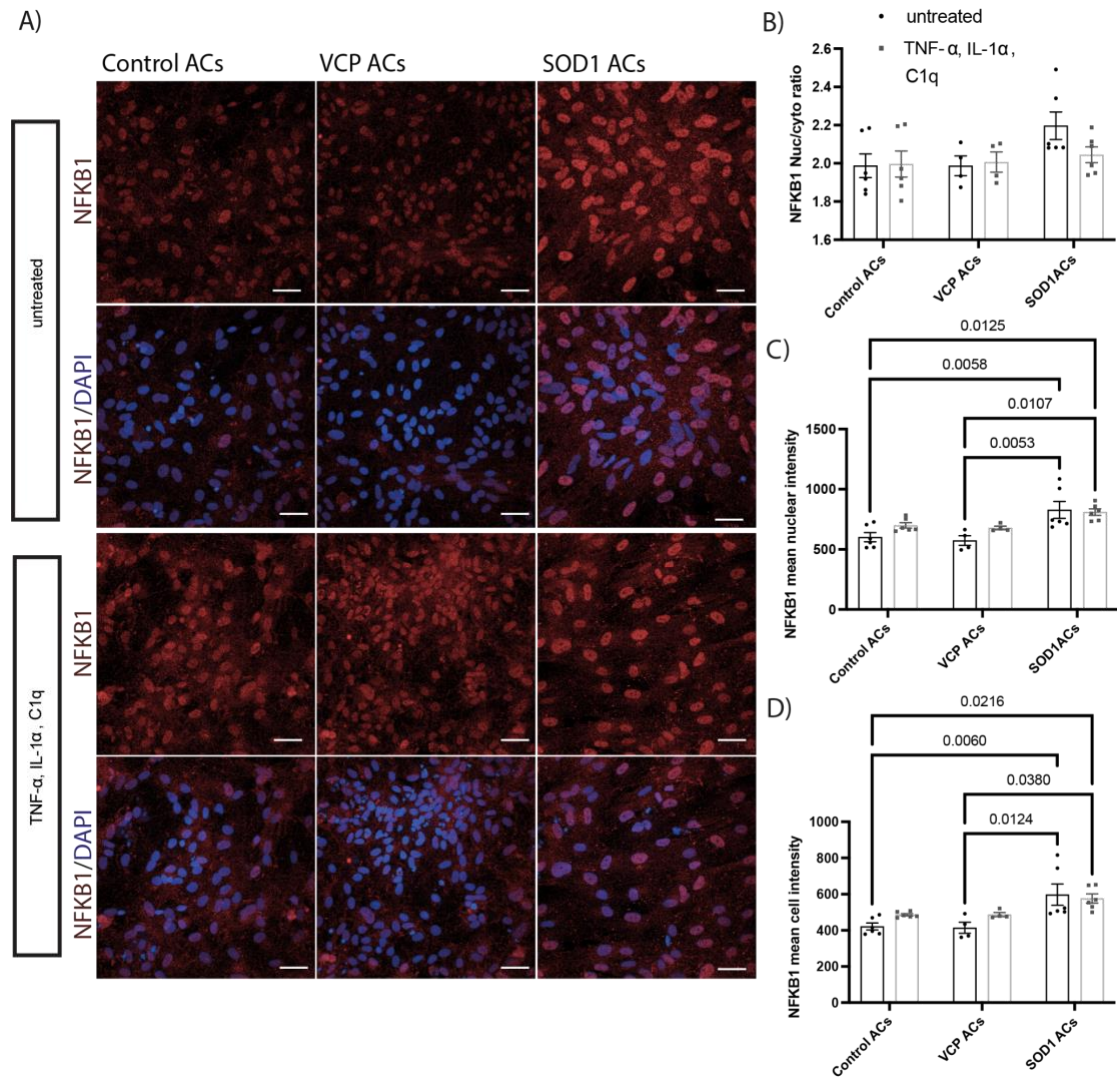 A)
Control ACs
VCP ACs
SOD1 ACs
untreated
NFKB1
NFKB1/DAPI
TNF-α, IL-1α, C1q
NFKB1
NFKB1/DAPI
B)
untreated
TNF- α, IL-1α,
C1q
NFKB1 Nuc/cyto ratio
2.6
2.4
2.2
2.0
1.8
1.6
Control ACs
VCP ACs
SOD1ACs
C)
0.0125
0.0058
0.0107
0.0053
NFKB1 mean nuclear intensity
1500
1000
500
0
Control ACs
VCP ACs
SOD1ACs
D)
0.0216
0.0060
0.0380
0.0124
NFKB1 mean cell intensity
1000
800
600
400
200
0
Control ACs
VCP ACs
SOD1 ACs